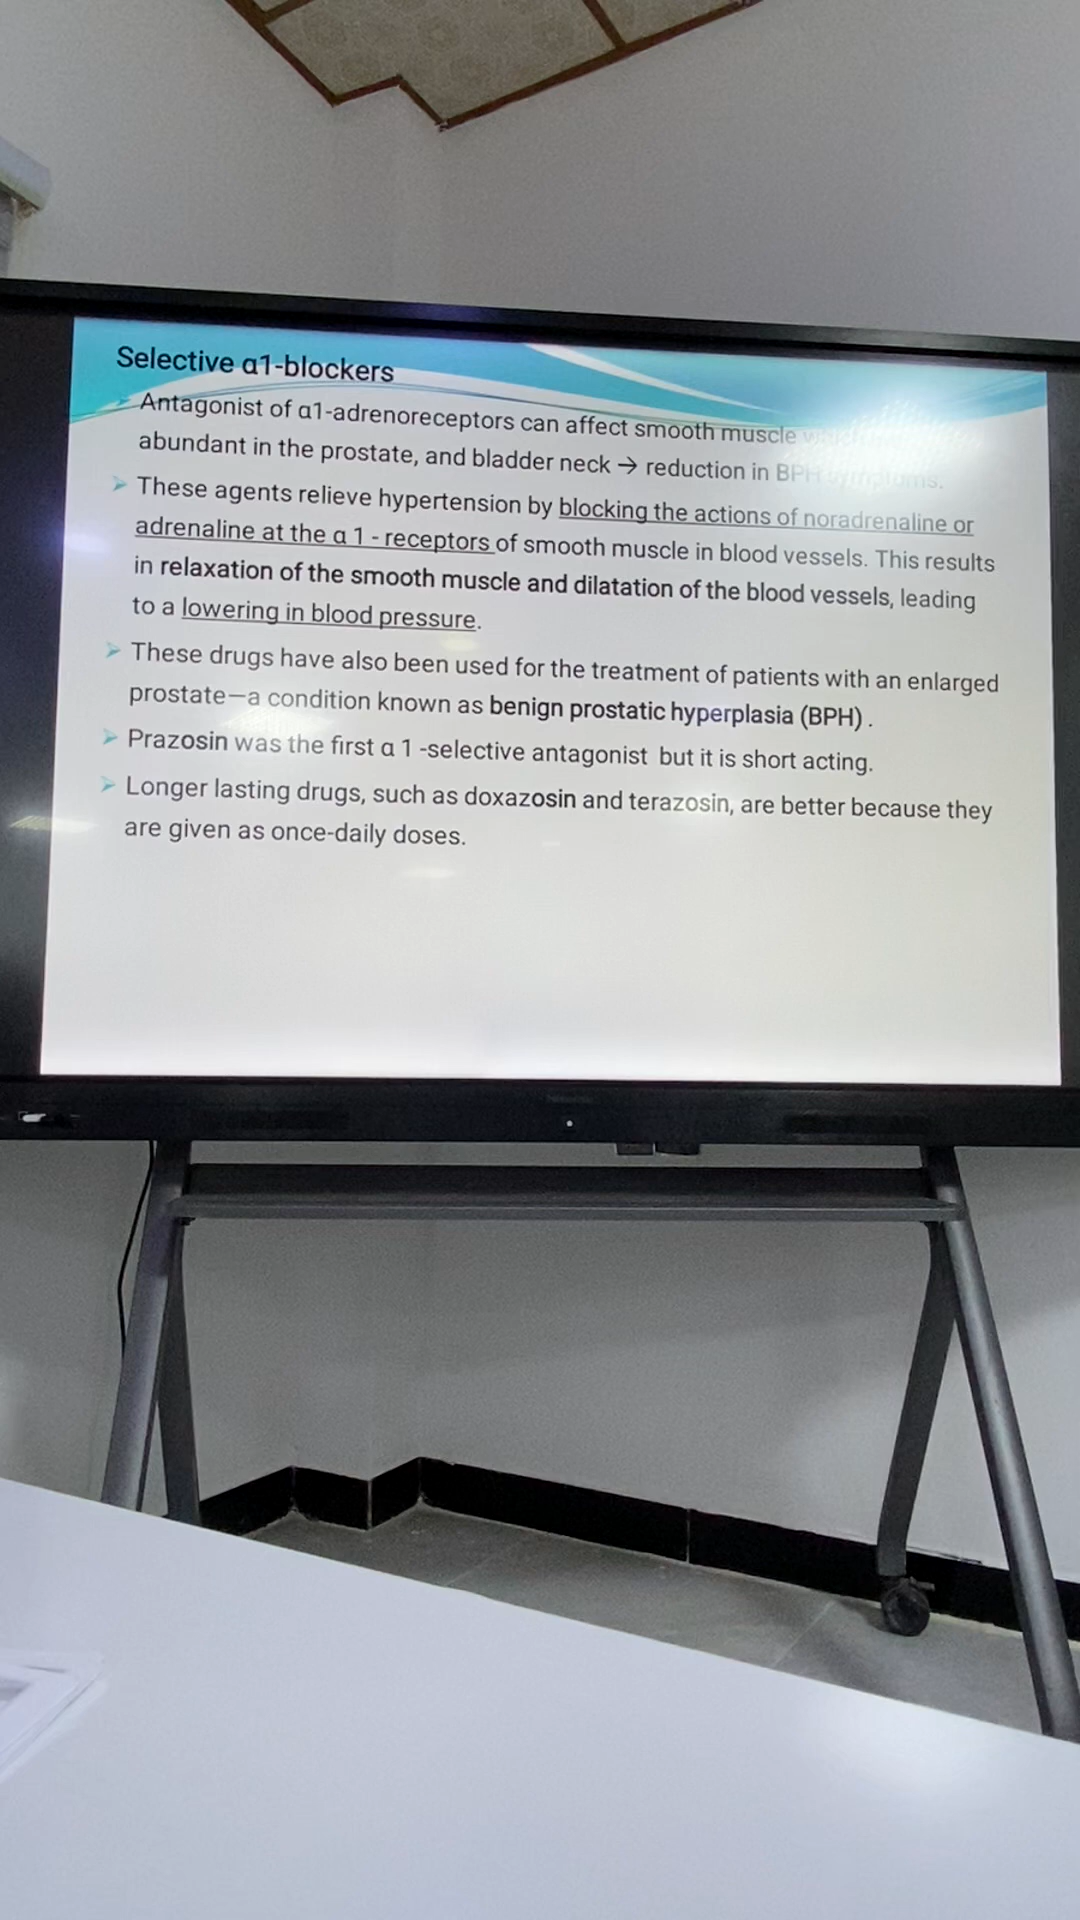 Selective α1-blockers
➤ Antagonist of α1-adrenoreceptors can affect smooth muscle which
abundant in the prostate, and bladder neck → reduction in BPH symptoms.
➤ These agents relieve hypertension by blocking the actions of noradrenaline or
adrenaline at the α 1 - receptors of smooth muscle in blood vessels. This results
in relaxation of the smooth muscle and dilatation of the blood vessels, leading
to a lowering in blood pressure.
➤ These drugs have also been used for the treatment of patients with an enlarged
prostate—a condition known as benign prostatic hyperplasia (BPH) .
➤ Prazosin was the first α 1 -selective antagonist but it is short acting.
➤ Longer lasting drugs, such as doxazosin and terazosin, are better because they
are given as once-daily doses.